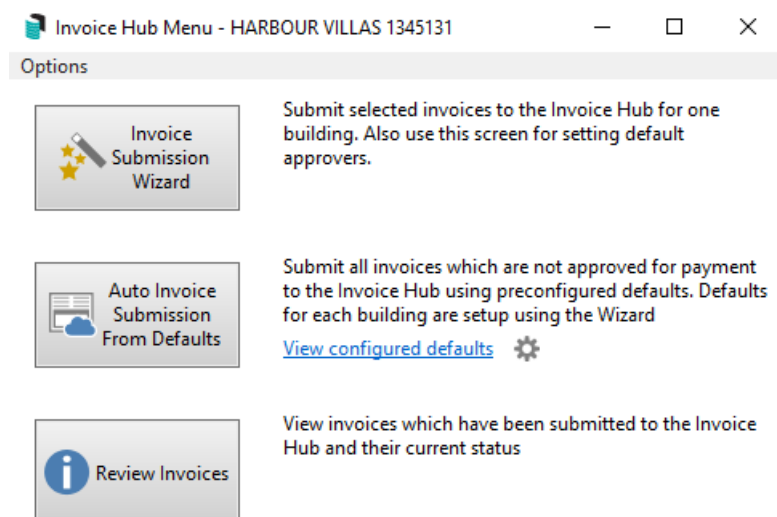 Invoice Hub Menu - HARBOUR VILLAS 1345131
Options
Invoice
Submission
Wizard
Submit selected invoices to the Invoice Hub for one
building. Also use this screen for setting default
approvers.
Auto Invoice
Submission
From Defaults
Submit all invoices which are not approved for payment
to the Invoice Hub using preconfigured defaults. Defaults
for each building are setup using the Wizard
View configured defaults
Review Invoices
View invoices which have been submitted to the Invoice
Hub and their current status